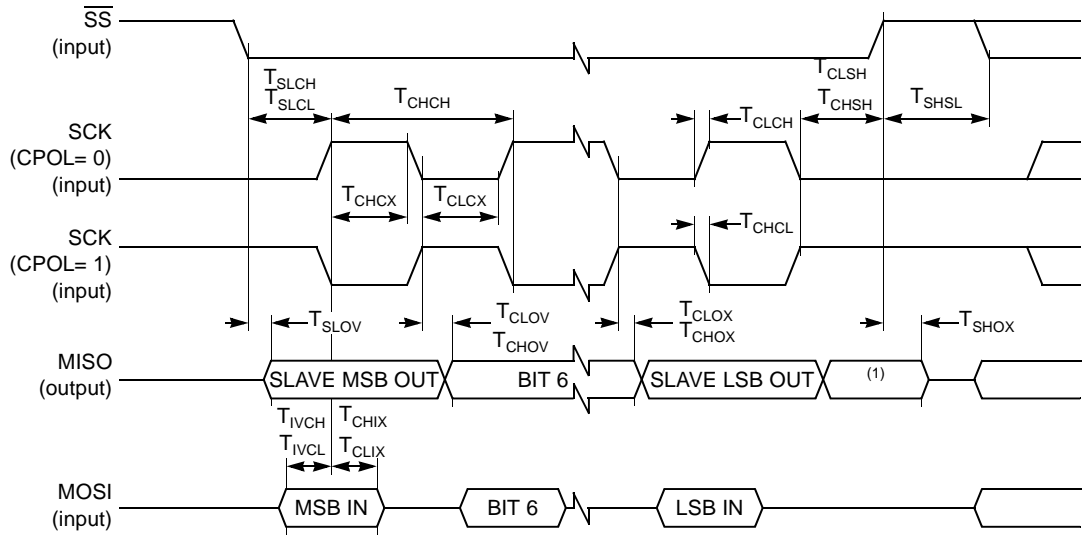 SS
(input)
TSLCH
TSLCL
TCHCH
TCLCH
TCLSH
TCHSH
TSHSL
SCK
(CPOL= 0)
(input)
TCHCX
TCLCX
TCHCL
SCK
(CPOL= 1)
(input)
TSLOV
TCLOV
TCHOV
TCLOX
TCHOX
TSHOX
MISO
(output)
SLAVE MSB OUT
BIT 6
SLAVE LSB OUT
(1)
TIVCH
TIVCL
TCHIX
TCLIX
MOSI
(input)
MSB IN
BIT 6
LSB IN